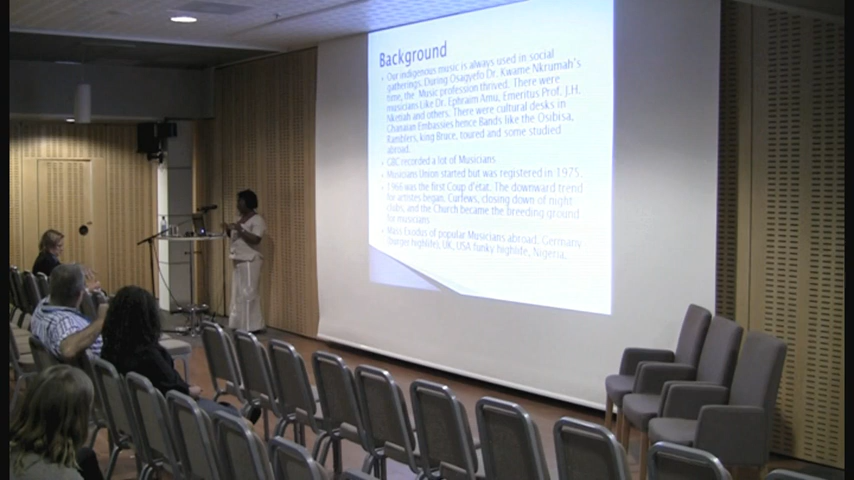 Background
Our indigenous music is always used in social
gatherings. During Osagyefo Dr. Kwame Nkrumah's
time, the Music profession thrived. There were
musicians Like Dr. Ephraim Amu, Emeritus Prof. J.H.
Nketiah and others. There were cultural desks in
Ghanaian Embassies hence Bands like the Osibisa,
Ramblers, king Bruce, toured and some studied
abroad.
GBC recorded a lot of Musicians
Musicians Union started but was registered in 1975.
1966 was the first Coup d'etat. The downward trend
for artistes began. Curfews, closing down of night
clubs, and the Church became the breeding ground
for musicians
Mass Exodus of popular Musicians abroad, Germany
(burger highlife), UK, USA funky highlife, Nigeria.